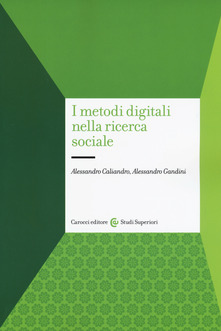 I metodi digitali
nella ricerca
sociale
Alessandro Caliandro, Alessandro Gandini
Carocci editore Studi Superiori